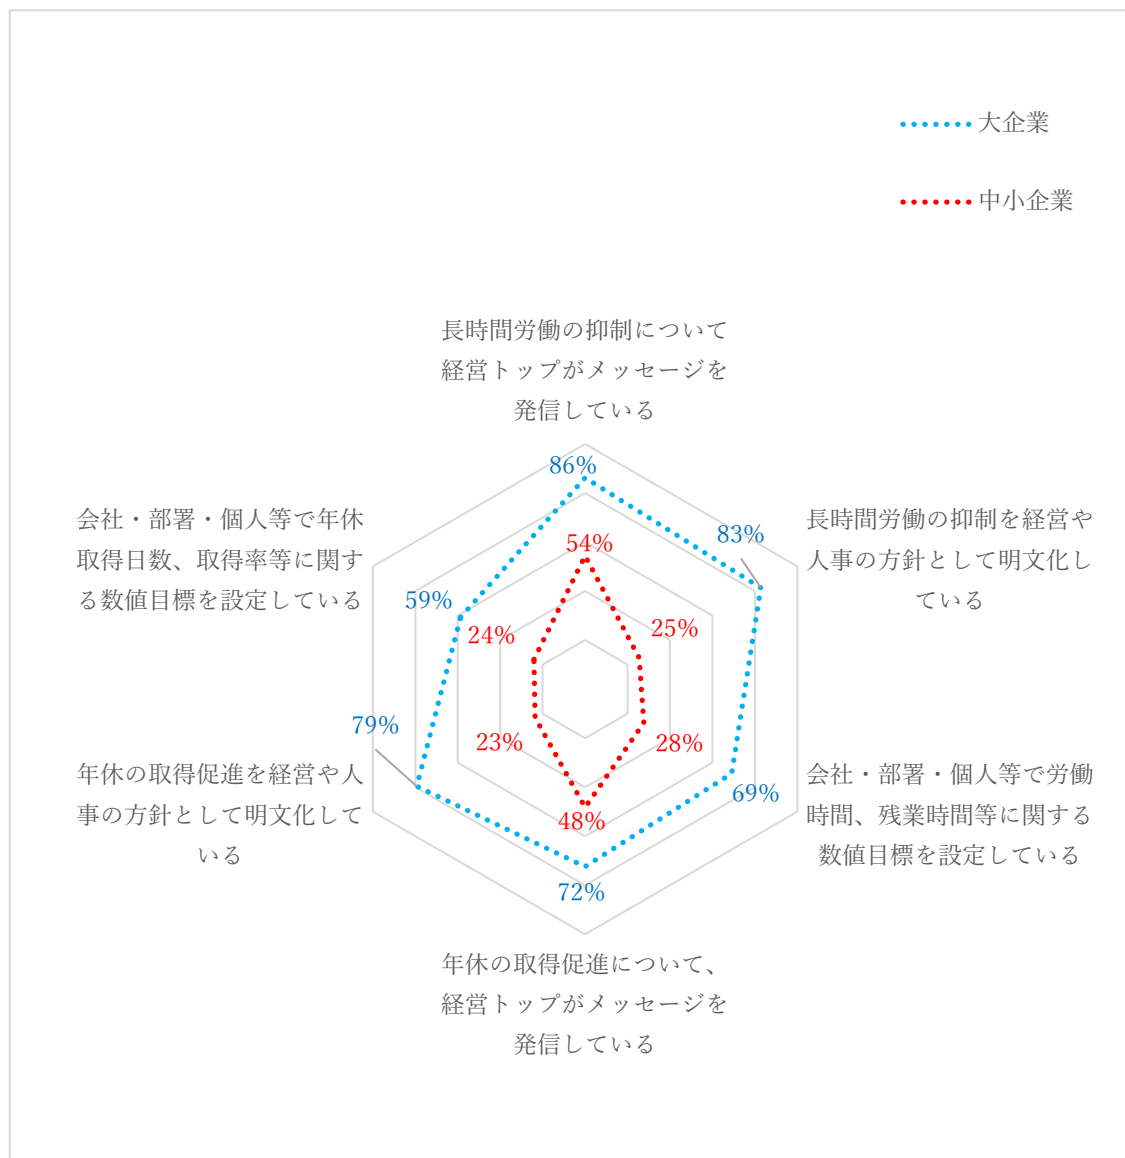 大企業
中小企業
長時間労働の抑制について
経営トップがメッセージを
発信している
86%
54%
長時間労働の抑制を経営や
人事の方針として明文化し
ている
83%
25%
会社・部署・個人等で労働
時間、残業時間等に関する
数値目標を設定している
69%
28%
年休の取得促進について、
経営トップがメッセージを
発信している
72%
48%
年休の取得促進を経営や人
事の方針として明文化して
いる
79%
23%
会社・部署・個人等で年休
取得日数、取得率等に関す
る数値目標を設定している
59%
24%